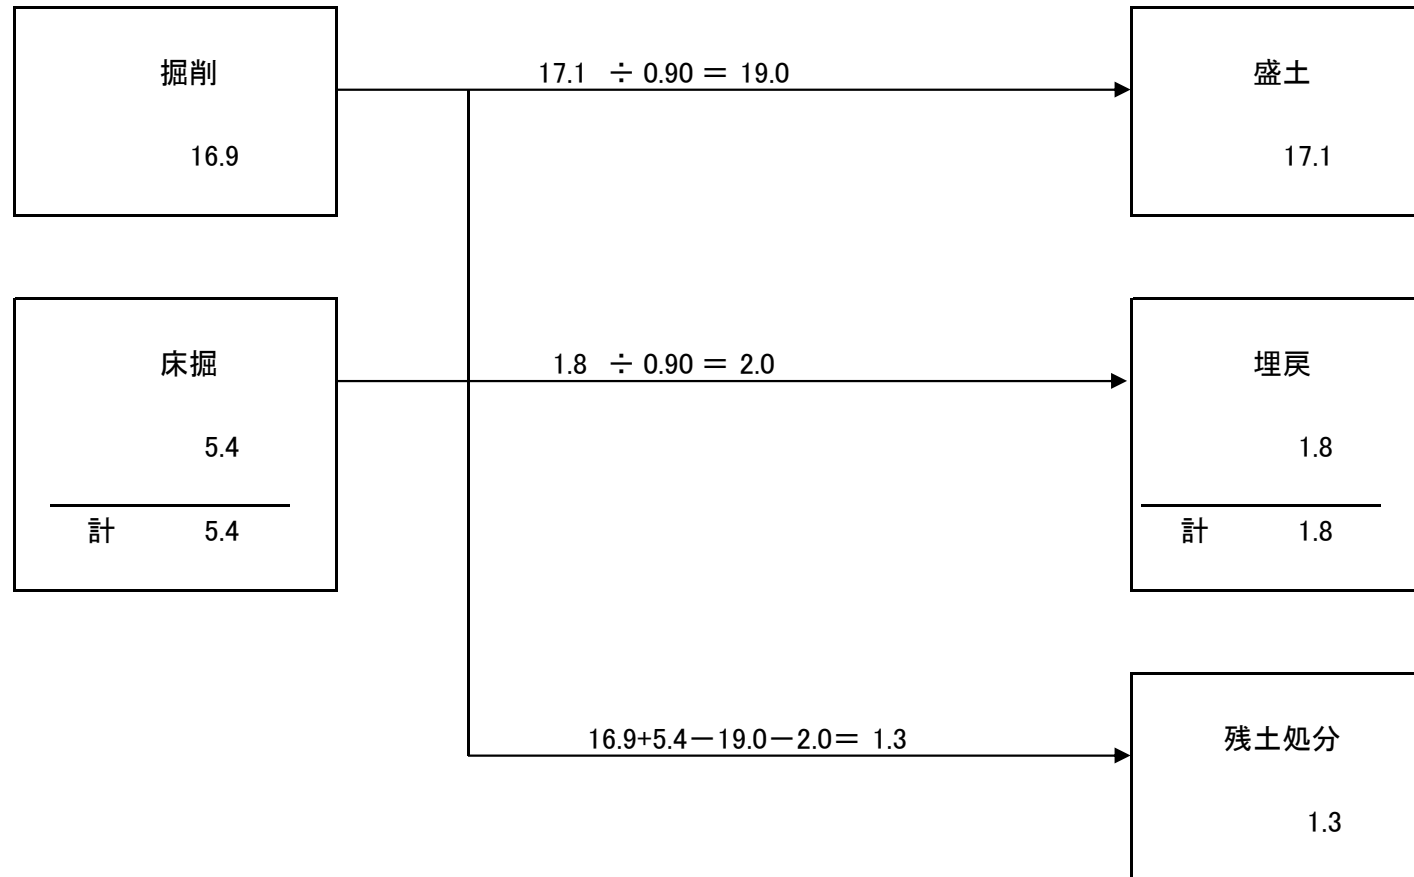 掘削
17.1 ÷ 0.90 ＝ 19.0
盛土
16.9
17.1
床掘
1.8 ÷ 0.90 ＝ 2.0
埋戻
5.4
1.8
計 5.4
計 1.8
16.9+5.4－19.0－2.0＝ 1.3
残土処分
1.3